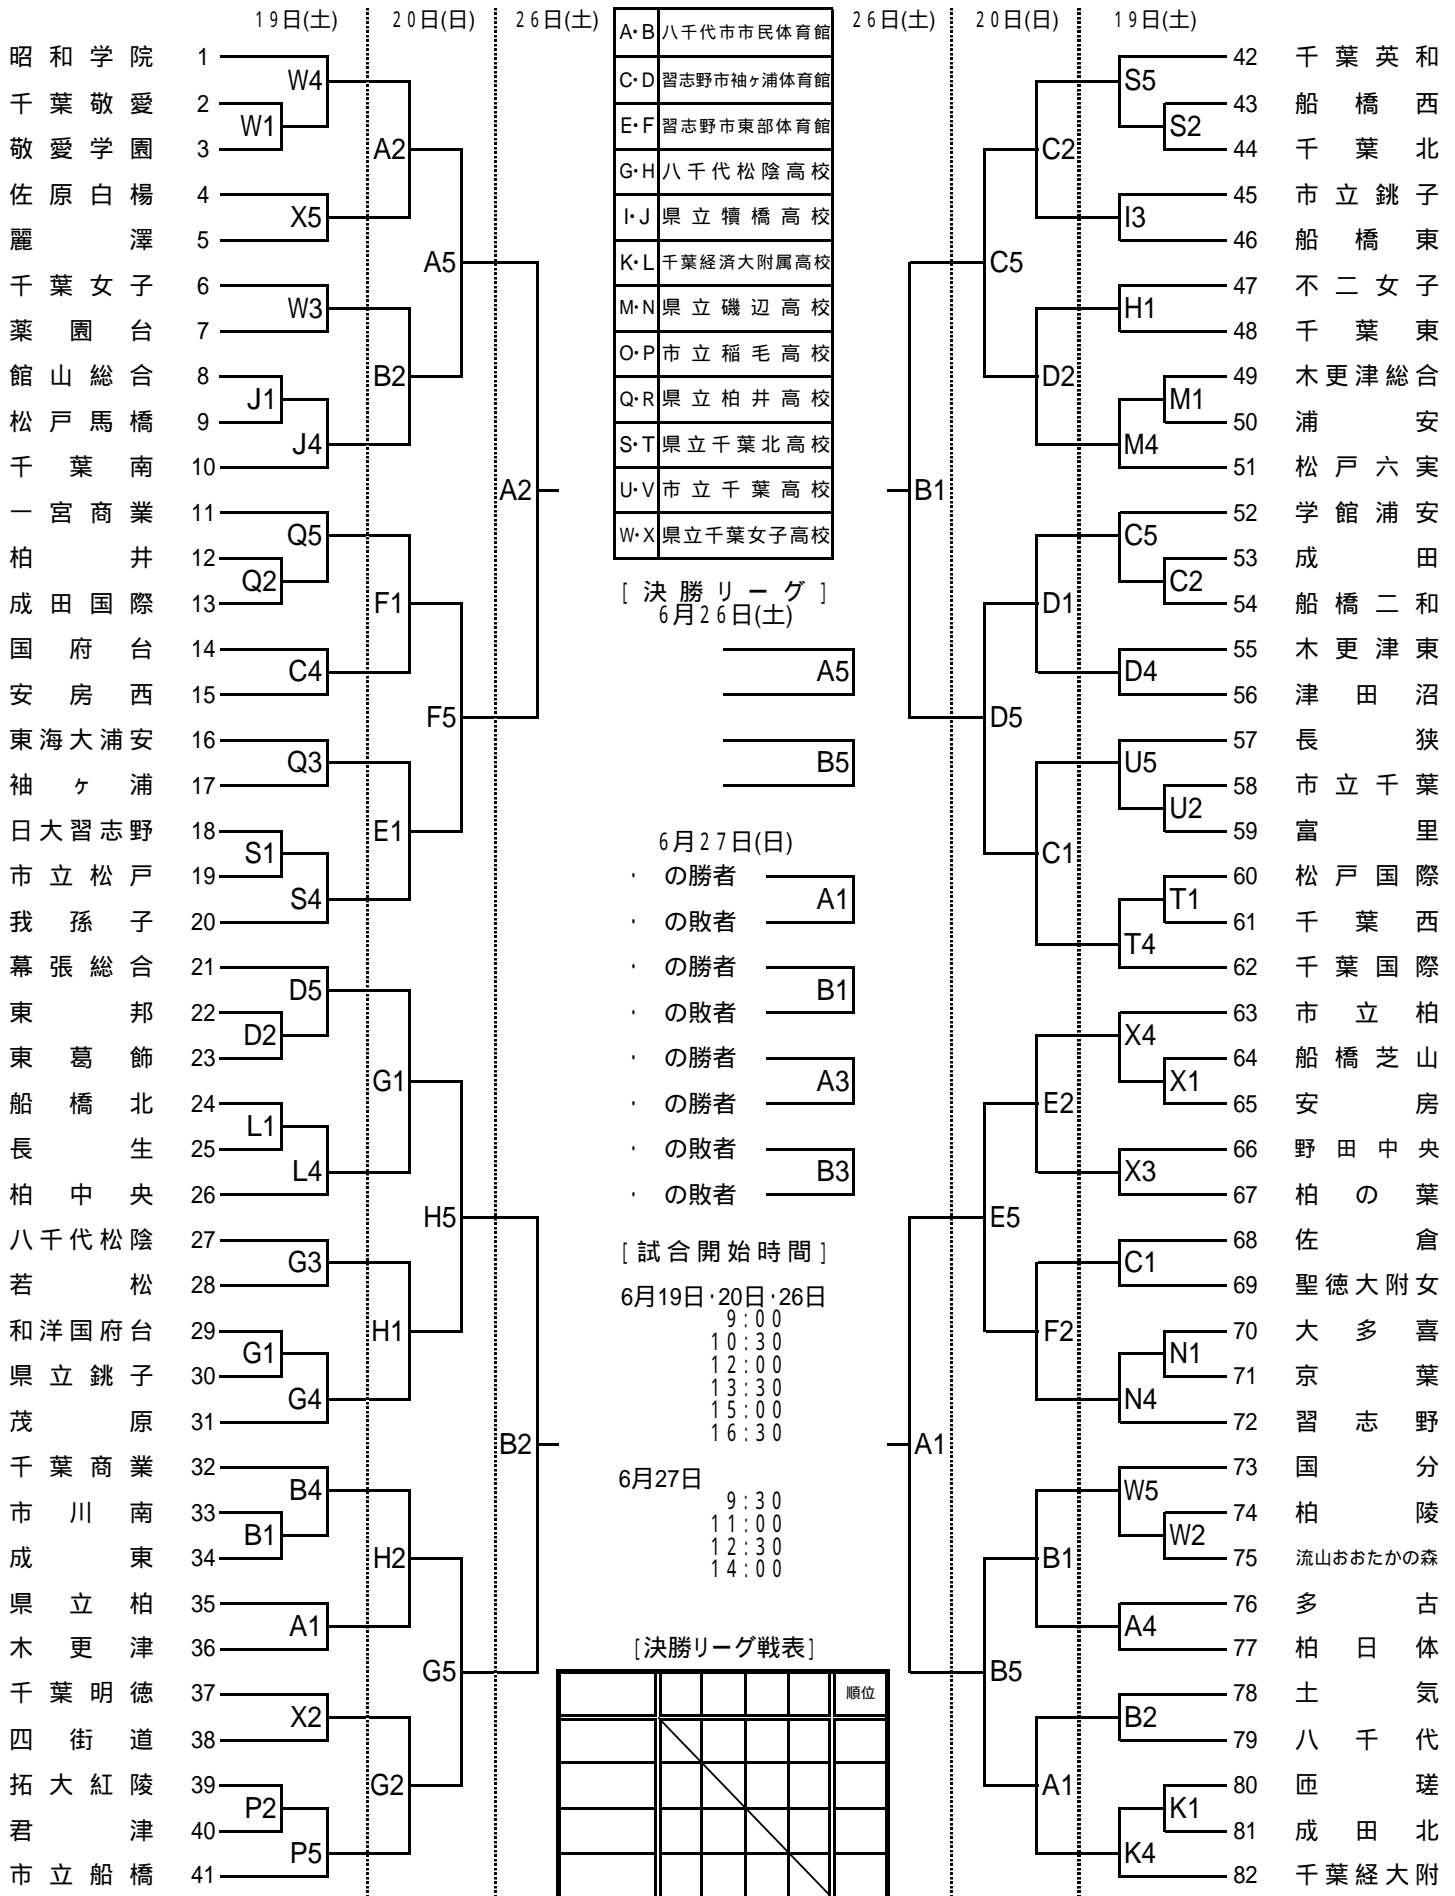 19日(土) 20日(日) 26日(土)
昭和学院 1
千葉敬愛 2
敬愛学園 3
佐原白楊 4
麗澤 5
千葉女子 6
薬園台 7
館山総合 8
松戸馬橋 9
千葉南 10
一宮商業 11
柏井 12
成田国際 13
国府台 14
安房西 15
東海大浦安 16
袖ヶ浦 17
日大習志野 18
市立松戸 19
我孫子 20
幕張総合 21
東邦 22
東葛飾 23
船橋北 24
長生 25
柏中央 26
八千代松陰 27
若松 28
和洋国府台 29
県立銚子 30
茂原 31
千葉商業 32
市川南 33
成東 34
県立柏 35
木更津 36
千葉明徳 37
四街道 38
拓大紅陵 39
君津 40
市立船橋 41
W4
W1
X5
W3
J1
J4
Q5
Q2
C4
Q3
S1
S4
D5
D2
L1
L4
G3
G1
G4
B4
B1
A1
X2
P2
P5
A2
B2
F1
E1
G1
H1
H2
G2
A5
F5
H5
G5
A2
B2
A・B 八千代市市民体育館
C・D 習志野市袖ヶ浦体育館
E・F 習志野市東部体育館
G・H 八千代松陰高校
I・J 県立犢橋高校
K・L 千葉経済大附属高校
M・N 県立磯辺高校
O・P 市立稲毛高校
Q・R 県立柏井高校
S・T 県立千葉北高校
U・V 市立千葉高校
W・X 県立千葉女子高校
[決勝リーグ]
6月26日(土)
A5
B5
6月27日(日)
・ の勝者
A1
・ の敗者
・ の勝者
B1
・ の敗者
・ の勝者
A3
・ の勝者
・ の敗者
B3
・ の敗者
[試合開始時間]
6月19日・20日・26日
9:00
10:30
12:00
13:30
15:00
16:30
6月27日
9:30
11:00
12:30
14:00
[決勝リーグ戦表]
順位
26日(土) 20日(日) 19日(土)
B1
A1
C5
D5
E5
B5
C2
D2
D1
C1
E2
F2
B1
A1
S5
S2
I3
H1
M1
M4
C5
C2
D4
U5
U2
T1
T4
X4
X1
X3
C1
N1
N4
W5
W2
A4
B2
K1
K4
42 千葉英和
43 船橋西
44 千葉北
45 市立銚子
46 船橋東
47 不二女子
48 千葉東
49 木更津総合
50 浦安
51 松戸六実
52 学館浦安
53 成田
54 船橋二和
55 木更津東
56 津田沼
57 長狭
58 市立千葉
59 富里
60 松戸国際
61 千葉西
62 千葉国際
63 市立柏
64 船橋芝山
65 安房
66 野田中央
67 柏の葉
68 佐倉
69 聖徳大附女
70 大多喜
71 京葉
72 習志野
73 国分
74 柏陵
75 流山おおたかの森
76 多古
77 柏日体
78 土気
79 八千代
80 匝瑳
81 成田北
82 千葉経大附